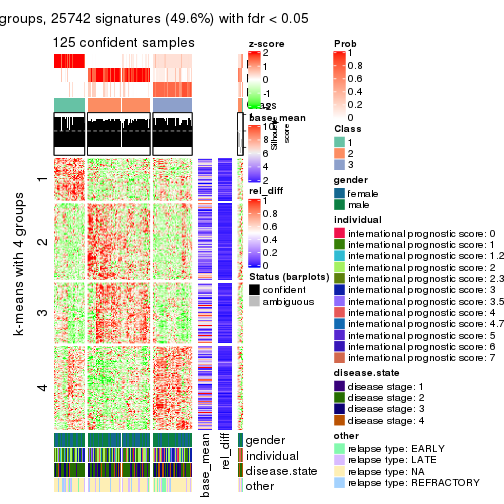 groups, 25742 signatures (49.6%) with fdr < 0.05
125 confident samples
k-means with 4 groups
1
2
3
4
z-score
2
1
0
-1
-2
Class
base_mean
10
8
6
4
2
Silhouette
score
rel_diff
1
0.8
0.6
0.4
0.2
0
Status (barplots)
confident
ambiguous
gender
individual
disease.state
other
base_mean
rel_diff
Prob
1
0.8
0.6
0.4
0.2
0
Class
1
2
3
gender
female
male
individual
international prognostic score: 0
international prognostic score: 1
international prognostic score: 1.2
international prognostic score: 2
international prognostic score: 2.3
international prognostic score: 3
international prognostic score: 3.5
international prognostic score: 4
international prognostic score: 4.7
international prognostic score: 5
international prognostic score: 6
international prognostic score: 7
disease.state
disease stage: 1
disease stage: 2
disease stage: 3
disease stage: 4
other
relapse type: EARLY
relapse type: LATE
relapse type: NA
relapse type: REFRACTORY